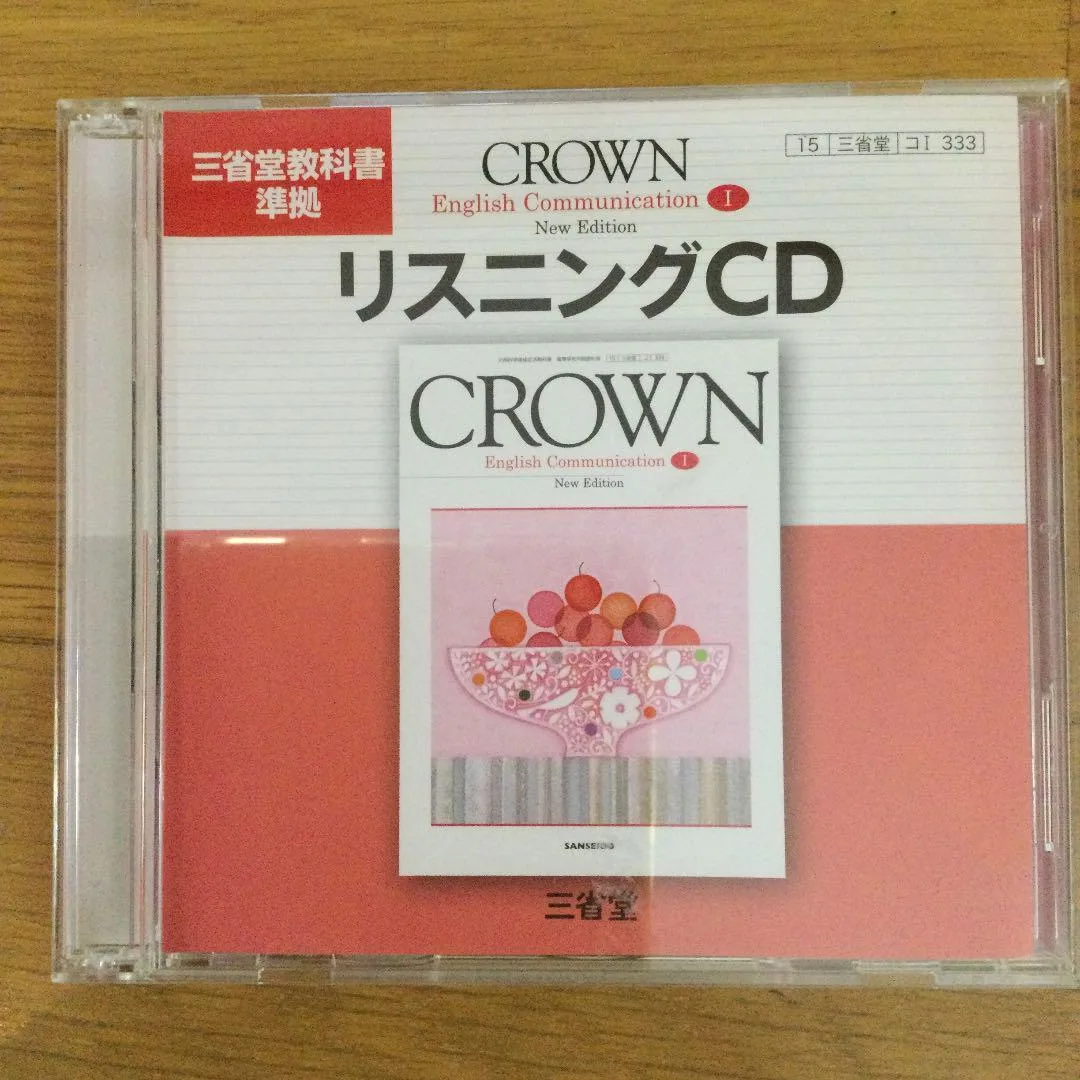 三省堂教科書
準拠
CROWN
English Communication I
New Edition
15 三省堂 コI 333
リスニングCD
CROWN
English Communication I
New Edition
SANSEIDO
三省堂